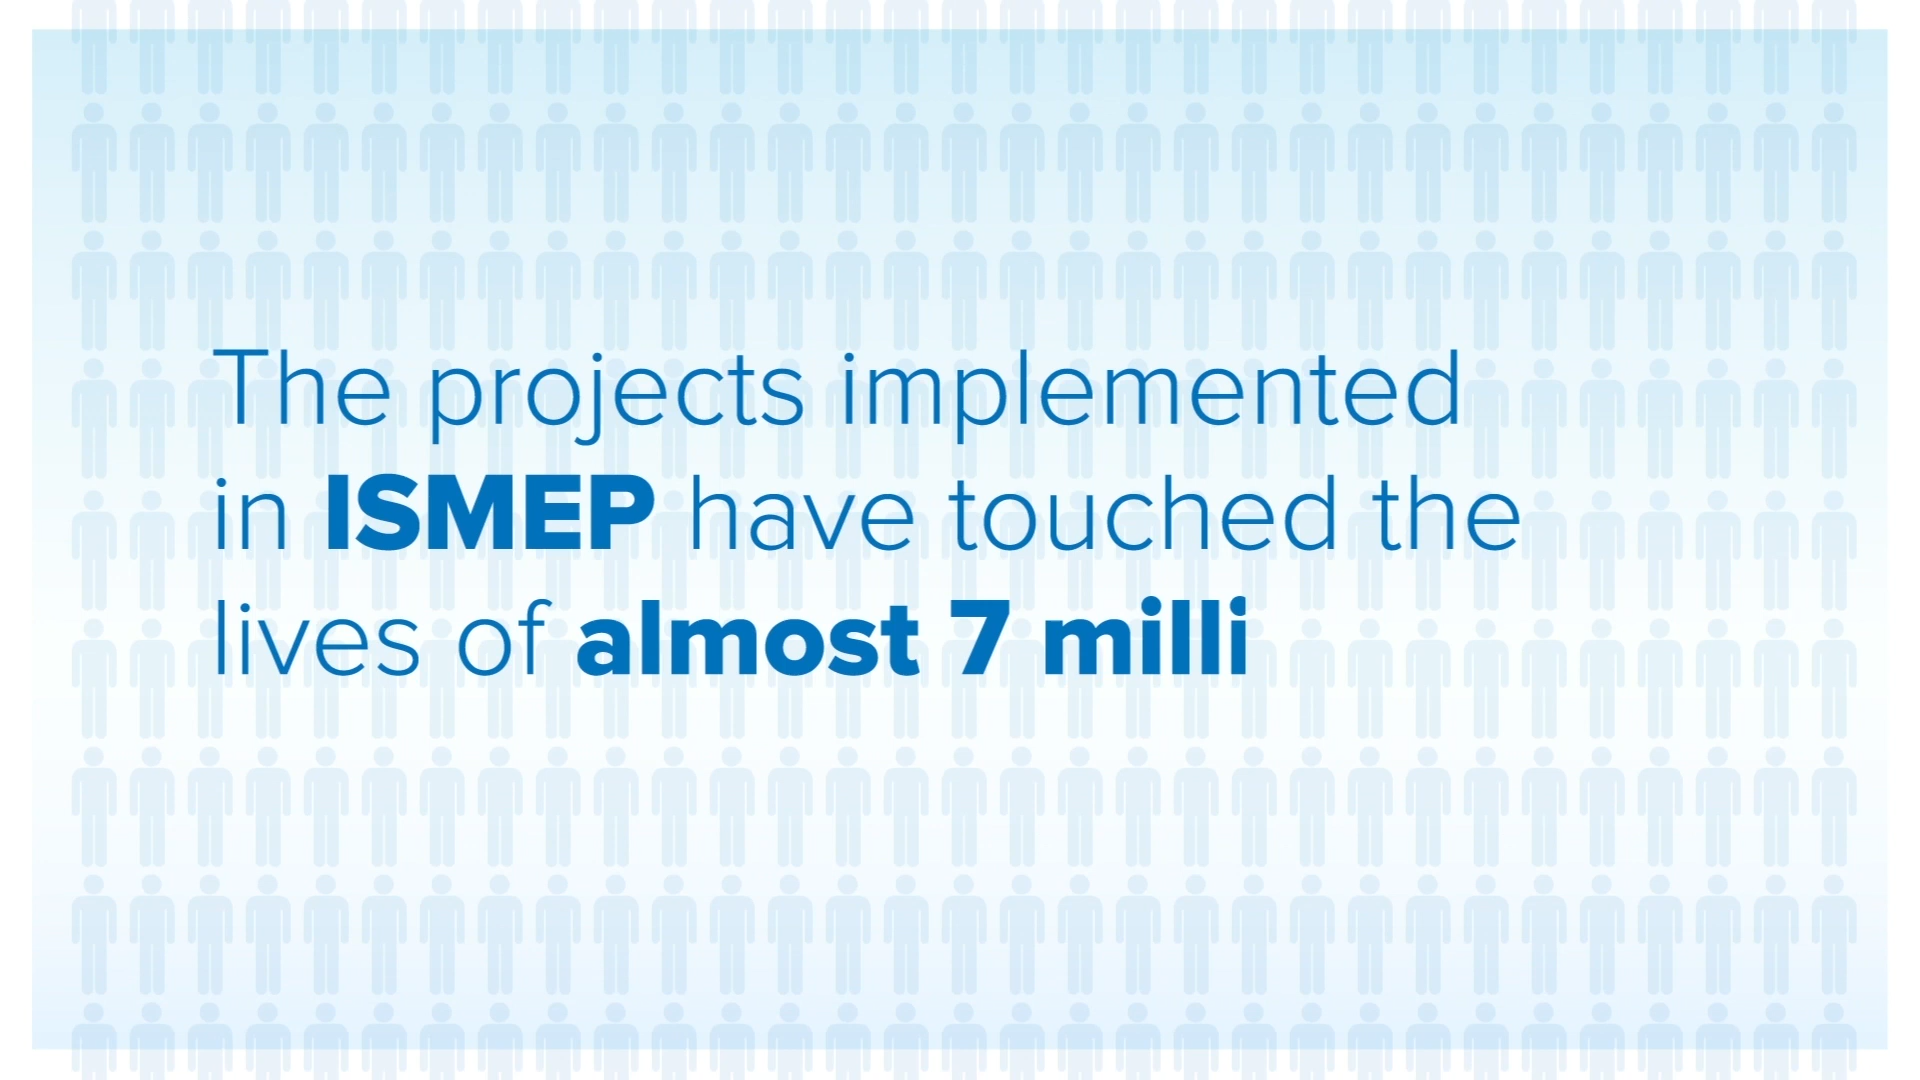 The projects implemented
in ISMEP have touched the
lives of almost 7 milli